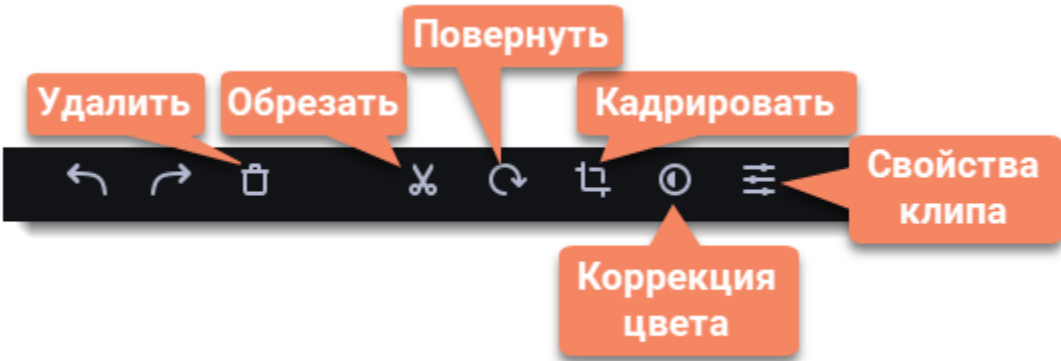 Повернуть
Удалить
Обрезать
Кадрировать
Свойства
клипа
Коррекция
цвета